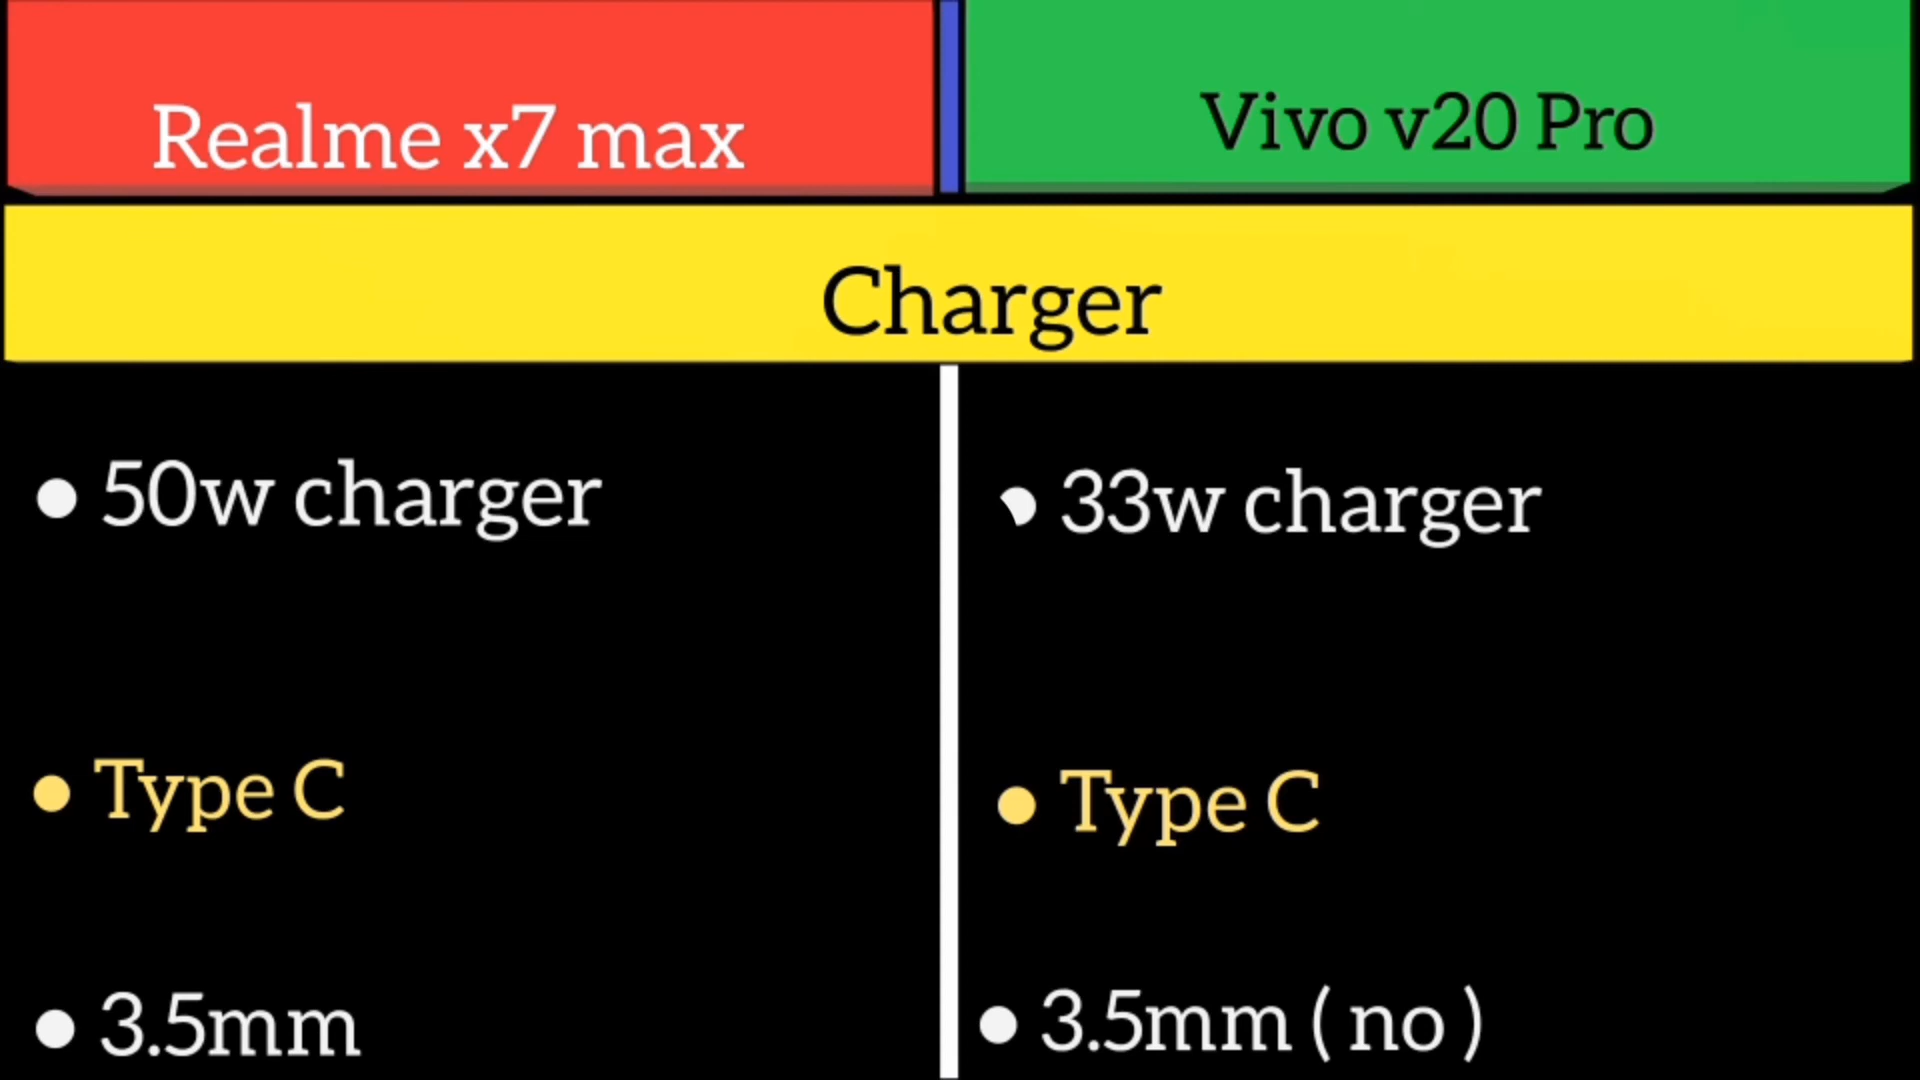 Realme x7 max
Vivo v20 Pro
Charger
50w charger
33w charger
Type C
Type C
3.5mm
3.5mm ( no )